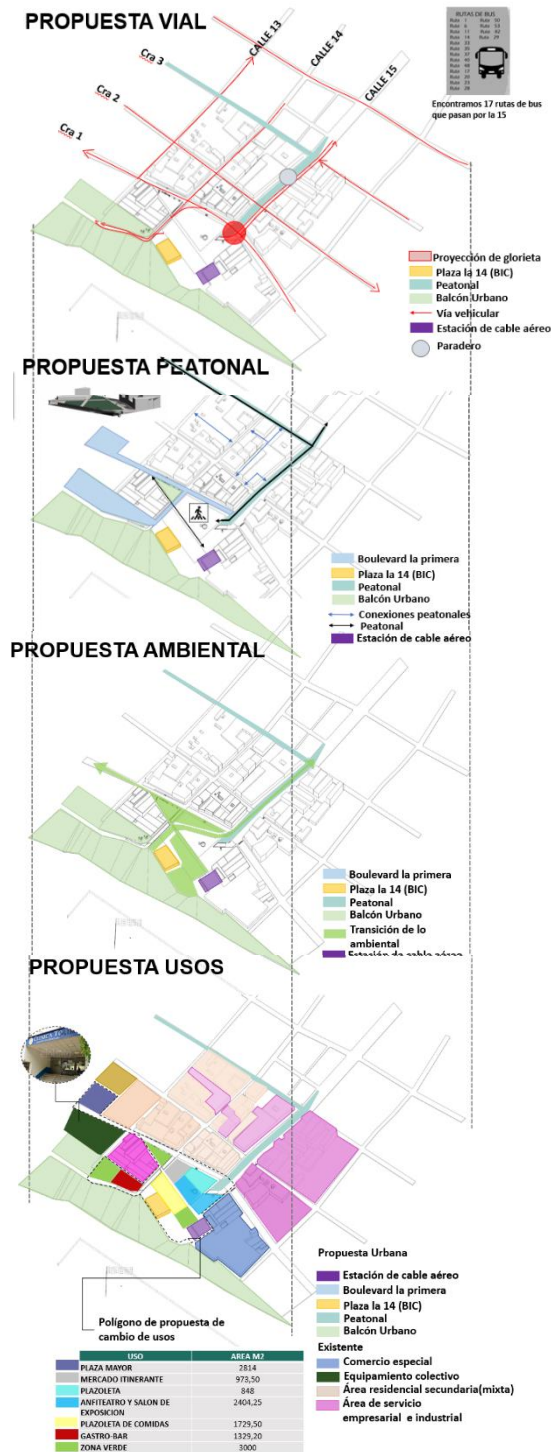 PROPUESTA VIAL
RUTAS DE BUS
Cra 3
Cra 2
Cra 1
CALLE 13
CALLE 14
CALLE 15
Encontramos 17 rutas de bus
que pasan por la 15
Proyección de glorieta
Plaza la 14 (BIC)
Peatonal
Balcón Urbano
Vía vehicular
Estación de cable aéreo
Paradero
PROPUESTA PEATONAL
Boulevard la primera
Plaza la 14 (BIC)
Peatonal
Balcón Urbano
Conexiones peatonales
Peatonal
Estación de cable aéreo
PROPUESTA AMBIENTAL
Boulevard la primera
Plaza la 14 (BIC)
Peatonal
Balcón Urbano
Transición de lo
ambiental
Estación de cable aéreo
PROPUESTA USOS
Polígono de propuesta de
cambio de usos
Propuesta Urbana
Estación de cable aéreo
Boulevard la primera
Plaza la 14 (BIC)
Peatonal
Balcón Urbano
Existente
Comercio especial
Equipamiento colectivo
Área residencial secundaria(mixta)
Área de servicio
empresarial e industrial
USO AREA M2
PLAZA MAYOR 2814
MERCADO ITINERANTE 973,50
PLAZOLETA 848
ANFITEATRO Y SALON DE EXPOSICION 2404,25
PLAZOLETA DE COMIDAS 1729,50
GASTRO-BAR 1329,20
ZONA VERDE 3000